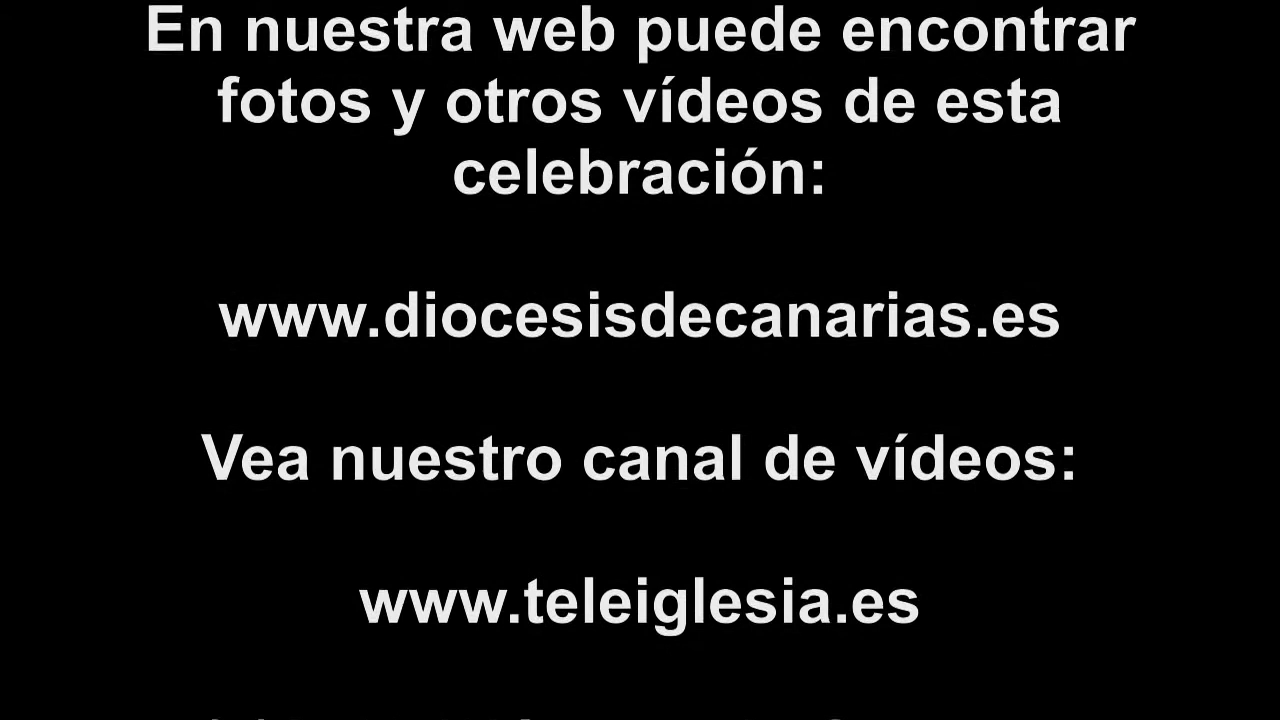 En nuestra web puede encontrar
fotos y otros vídeos de esta
celebración:
www.diocesisdecanarias.es
Vea nuestro canal de vídeos:
www.teleiglesia.es